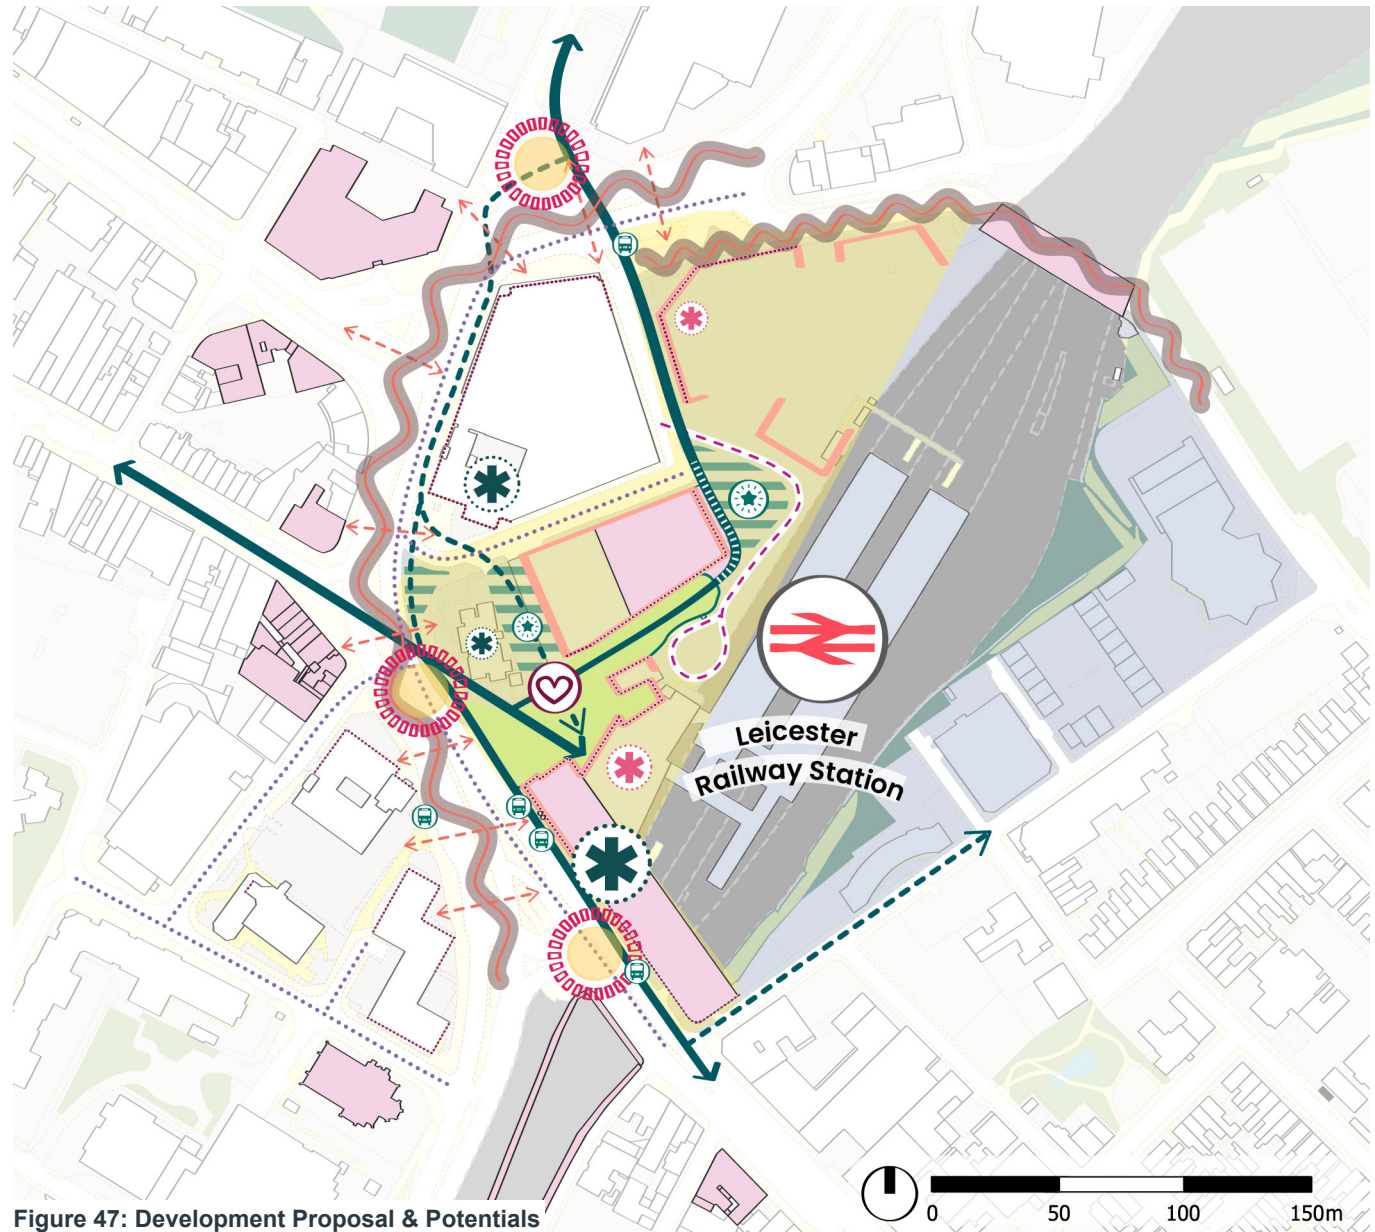 Leicester
Railway Station
0 50 100 150m
Figure 47: Development Proposal & Potentials